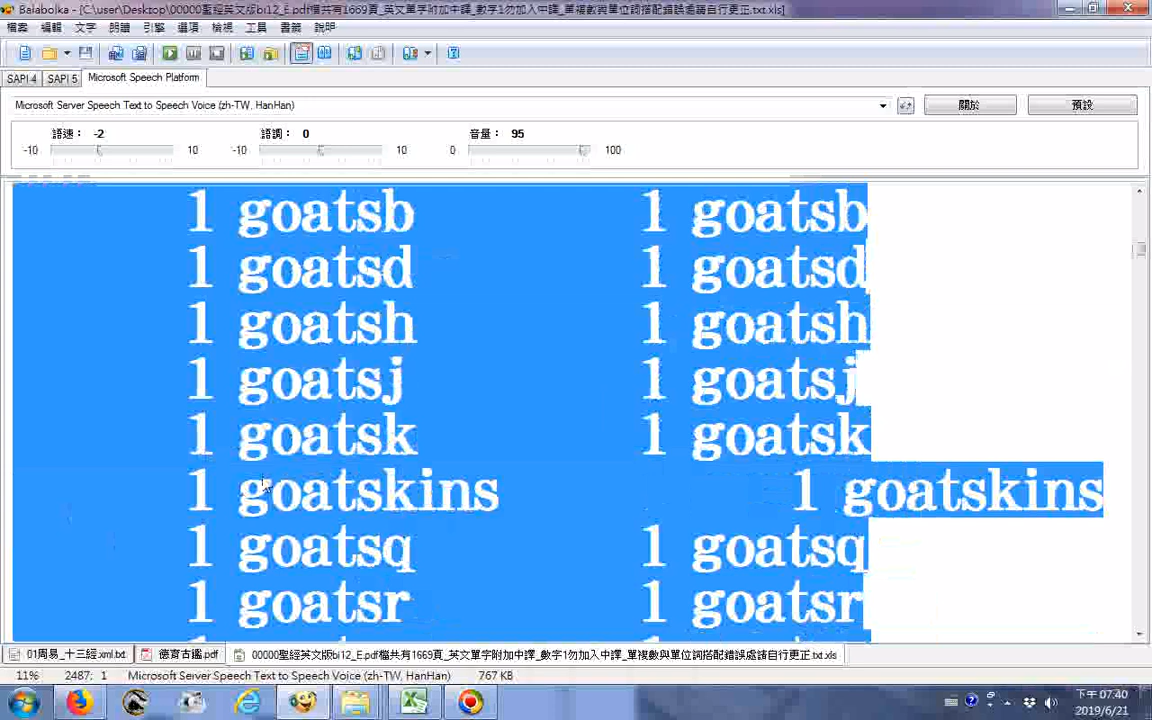 Balabolka - [C:\user\Desktop\00000聖經英文版bi12_E.pdf檔共有1669頁_英文單字附加中譯_數字1勿加入中譯_單複數與單位詞搭配錯誤處請自行更正.txt.xls]
檔案 編輯 文字 朗讀 引擎 選項 檢視 工具 書籤 說明
SAPI 4 SAPI 5 Microsoft Speech Platform
Microsoft Server Speech Text to Speech Voice (zh-TW, HanHan) 關於 預設
語速： -2 語調： 0 音量： 95
-10 10 -10 10 0 100
1 goatsb 1 goatsb
1 goatsd 1 goatsd
1 goatsh 1 goatsh
1 goatsj 1 goatsj
1 goatsk 1 goatsk
1 goatskins 1 goatskins
1 goatsq 1 goatsq
1 goatsr 1 goatsr
01周易_十三經.xml.txt 德育古鑑.pdf 00000聖經英文版bi12_E.pdf檔共有1669頁_英文單字附加中譯_數字1勿加入中譯_單複數與單位詞搭配錯誤處請自行更正.txt.xls
11% 2487: 1 Microsoft Server Speech Text to Speech Voice (zh-TW, HanHan) 767 KB
下午 07:40
2019/6/21